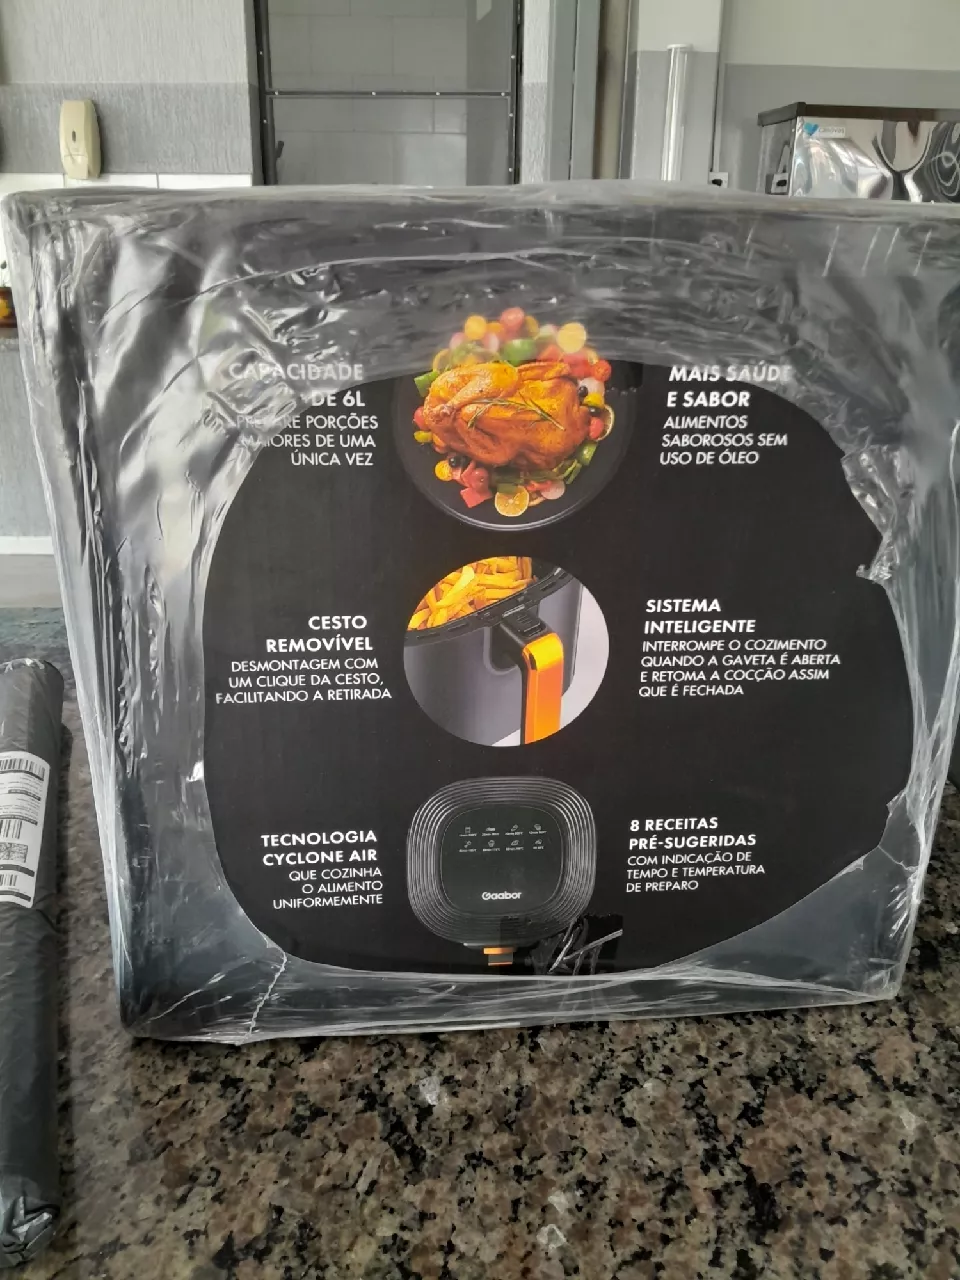 CAPACIDADE
DE 6L
PREPARE PORÇÕES
MAIORES DE UMA
ÚNICA VEZ
MAIS SAÚDE
E SABOR
ALIMENTOS
SABOROSOS SEM
USO DE ÓLEO
CESTO
REMOVÍVEL
DESMONTAGEM COM
UM CLIQUE DA CESTO,
FACILITANDO A RETIRADA
SISTEMA
INTELIGENTE
INTERROMPE O COZIMENTO
QUANDO A GAVETA É ABERTA
E RETOMA A COCÇÃO ASSIM
QUE É FECHADA
TECNOLOGIA
CYCLONE AIR
QUE COZINHA
O ALIMENTO
UNIFORMEMENTE
Gaabor
8 RECEITAS
PRÉ-SUGERIDAS
COM INDICAÇÃO DE
TEMPO E TEMPERATURA
DE PREPARO